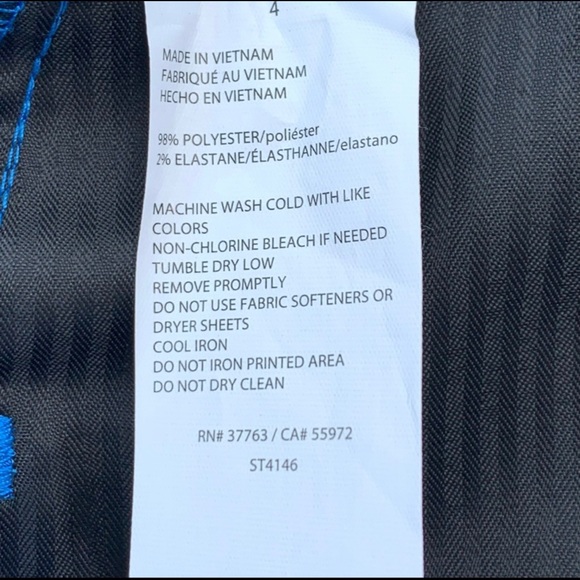 4
MADE IN VIETNAM
FABRIQUÉ AU VIETNAM
HECHO EN VIETNAM
98% POLYESTER/poliéster
2% ELASTANE/ÉLASTHANNE/elastano
MACHINE WASH COLD WITH LIKE
COLORS
NON-CHLORINE BLEACH IF NEEDED
TUMBLE DRY LOW
REMOVE PROMPTLY
DO NOT USE FABRIC SOFTENERS OR
DRYER SHEETS
COOL IRON
DO NOT IRON PRINTED AREA
DO NOT DRY CLEAN
RN# 37763 / CA# 55972
ST4146